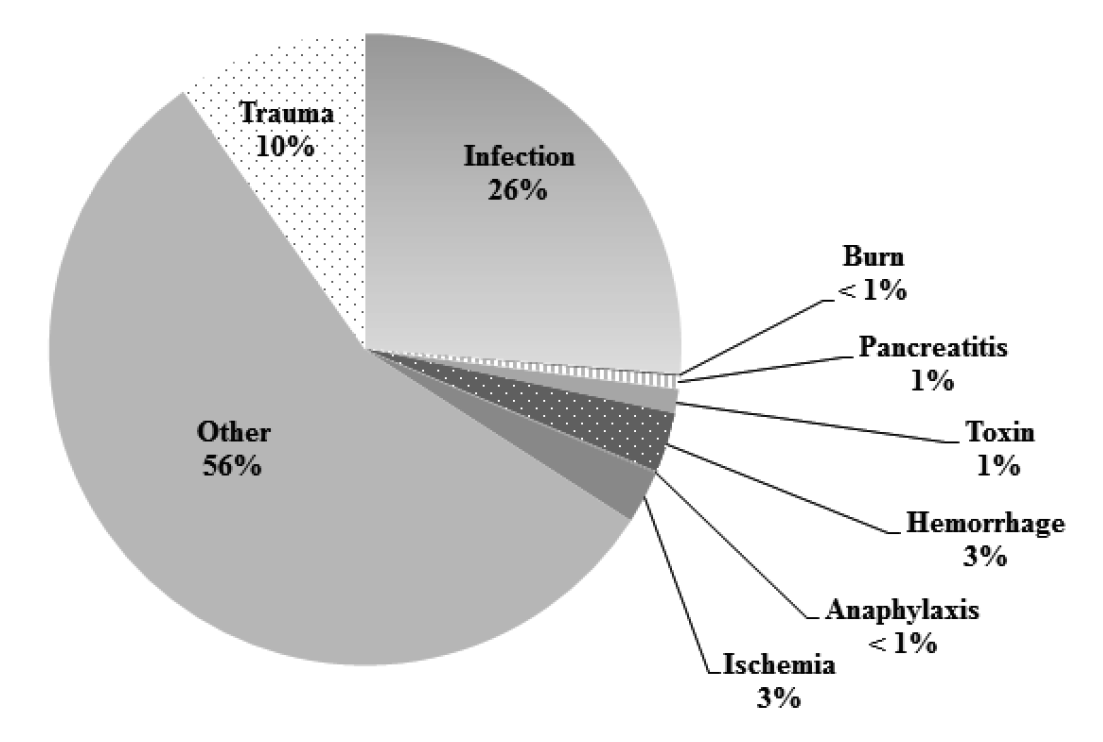 Trauma
10%
Infection
26%
Burn
< 1%
Pancreatitis
1%
Toxin
1%
Other
56%
Hemorrhage
3%
Anaphylaxis
< 1%
Ischemia
3%